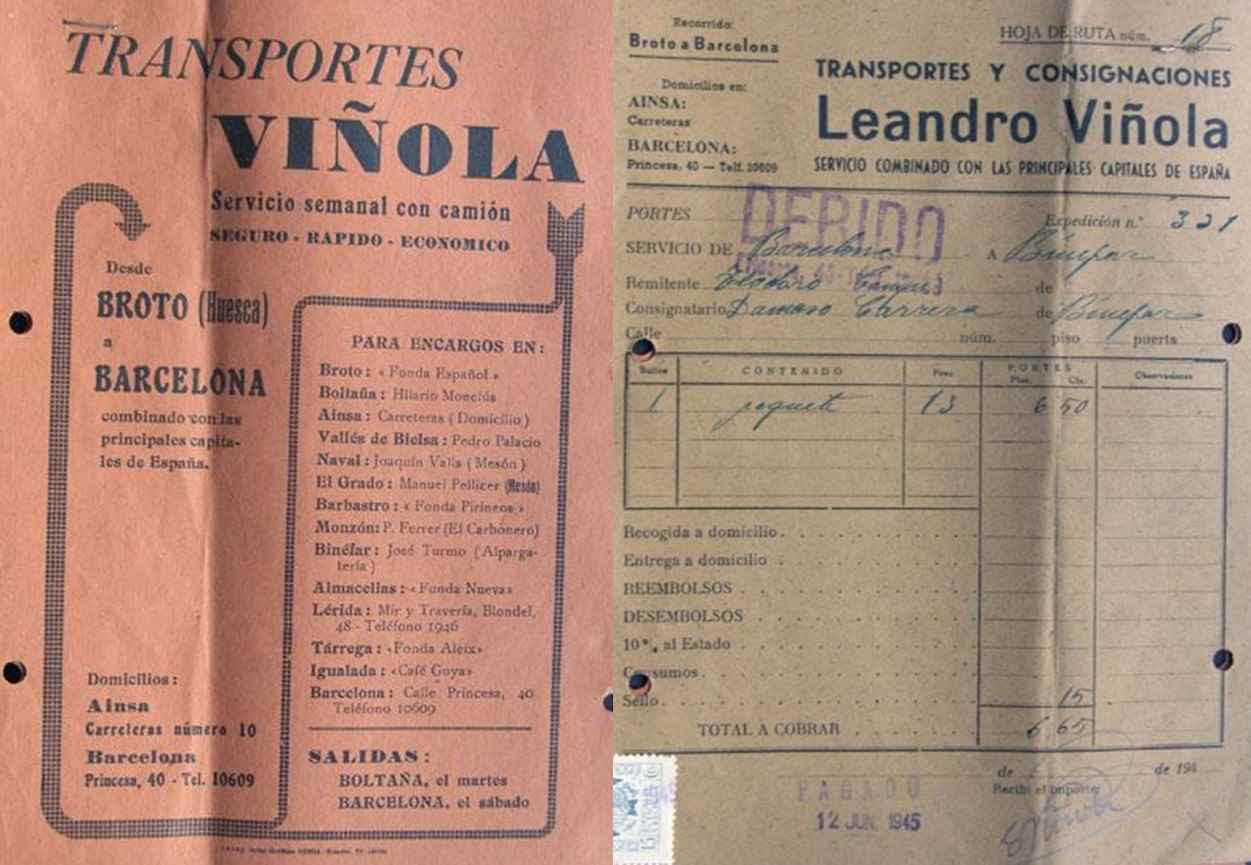 TRANSPORTES
VIÑOLA
Servicio semanal con camión
SEGURO - RAPIDO - ECONOMICO
Desde
BROTO (Huesca)
a
BARCELONA
combinado con las
principales capita-
les de España.
Domicilios:
Ainsa
Carreteras número 10
Barcelona
Princesa, 40 - Tel. 10609
PARA ENCARGOS EN:
Broto: «Fonda Español»
Boltaña: Hilario Monclús
Ainsa: Carreteras (Domicilio)
Vallés de Bielsa: Pedro Palacio
Naval: Joaquín Valls (Mesón)
El Grado: Manuel Pellicer (Mesón)
Barbastro: «Fonda Pirineos»
Monzón: P. Ferrer (El Carbonero)
Binéfar: José Turmo (Alparga-
tería)
Almacellas: «Fonda Nueva»
Lérida: Mir y Travería, Blondel,
48 - Teléfono 1946
Tárrega: «Fonda Aleix»
Igualada: «Café Goya»
Barcelona: Calle Princesa, 40
Teléfono 10609
SALIDAS:
BOLTAÑA, el martes
BARCELONA, el sábado
Recorrido:
Broto a Barcelona
HOJA DE RUTA núm. 18
Domicilios en:
AINSA:
Carreteras
BARCELONA:
Princesa, 40 — Telf. 10609
TRANSPORTES Y CONSIGNACIONES
Leandro Viñola
SERVICIO COMBINADO CON LAS PRINCIPALES CAPITALES DE ESPAÑA
PORTES DEBIDO Expedición n.º 321
SERVICIO DE Barcelona A Binefar
Remitente de
Consignatario Damaso Carrera de Binefar
Calle núm. piso puerta
Bultos CONTENIDO Peso PORTES Ptas. Cts. Observaciones
1 paquete 13 6 50
Recogida a domicilio
Entrega a domicilio
REEMBOLSOS
DESEMBOLSOS
10 % al Estado
Consumos
Sello 15
TOTAL A COBRAR 6 65
de de 194
Recibí el importe:
PAGADO
12 JUN. 1945